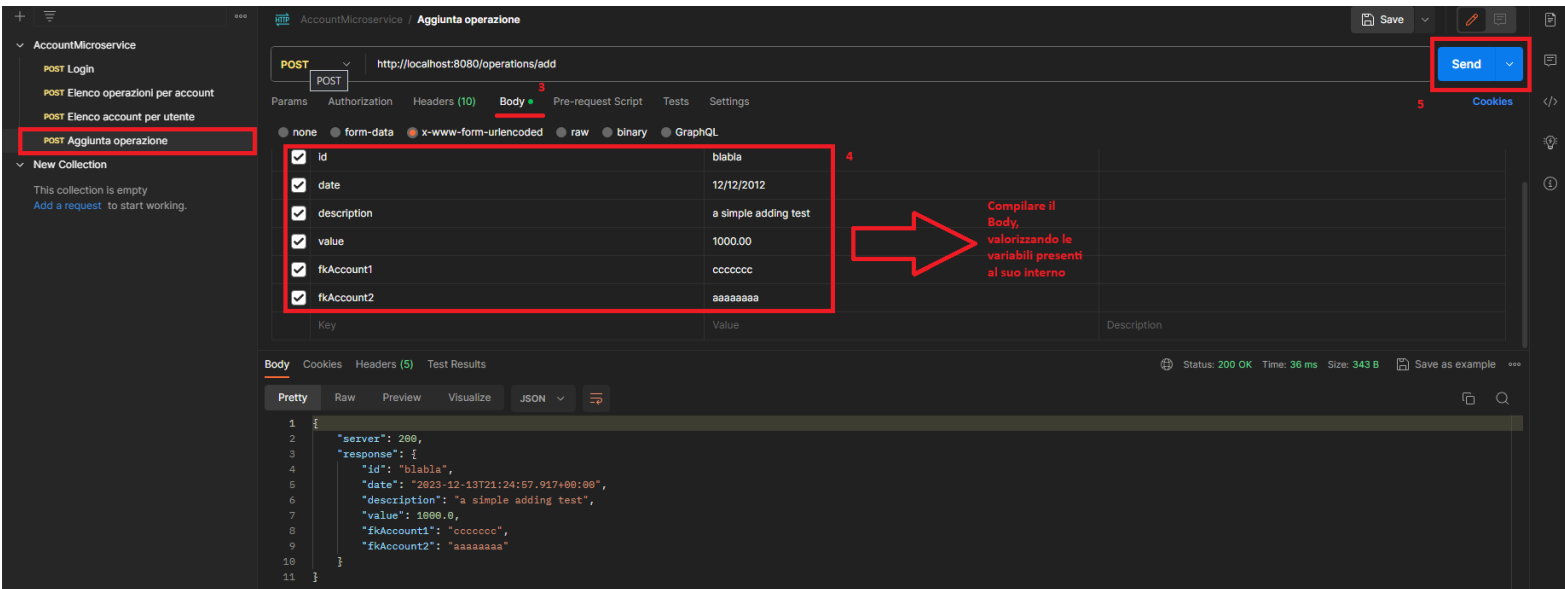 AccountMicroservice / Aggiunta operazione
Save
AccountMicroservice
POST Login
POST Elenco operazioni per account
POST Elenco account per utente
POST Aggiunta operazione
New Collection
This collection is empty
Add a request to start working.
POST http://localhost:8080/operations/add
Send
POST
3
5
Params Authorization Headers (10) Body Pre-request Script Tests Settings
Cookies
none form-data x-www-form-urlencoded raw binary GraphQL
4
id blabla
date 12/12/2012
description a simple adding test
value 1000.00
fkAccount1 ccccccc
fkAccount2 aaaaaaaa
Key Value Description
Compilare il
Body,
valorizzando le
variabili presenti
al suo interno
Body Cookies Headers (5) Test Results
Status: 200 OK Time: 36 ms Size: 343 B Save as example
Pretty Raw Preview Visualize JSON
1 {
2 "server": 200,
3 "response": {
4 "id": "blabla",
5 "date": "2023-12-13T21:24:57.917+00:00",
6 "description": "a simple adding test",
7 "value": 1000.0,
8 "fkAccount1": "ccccccc",
9 "fkAccount2": "aaaaaaaa"
10 }
11 }